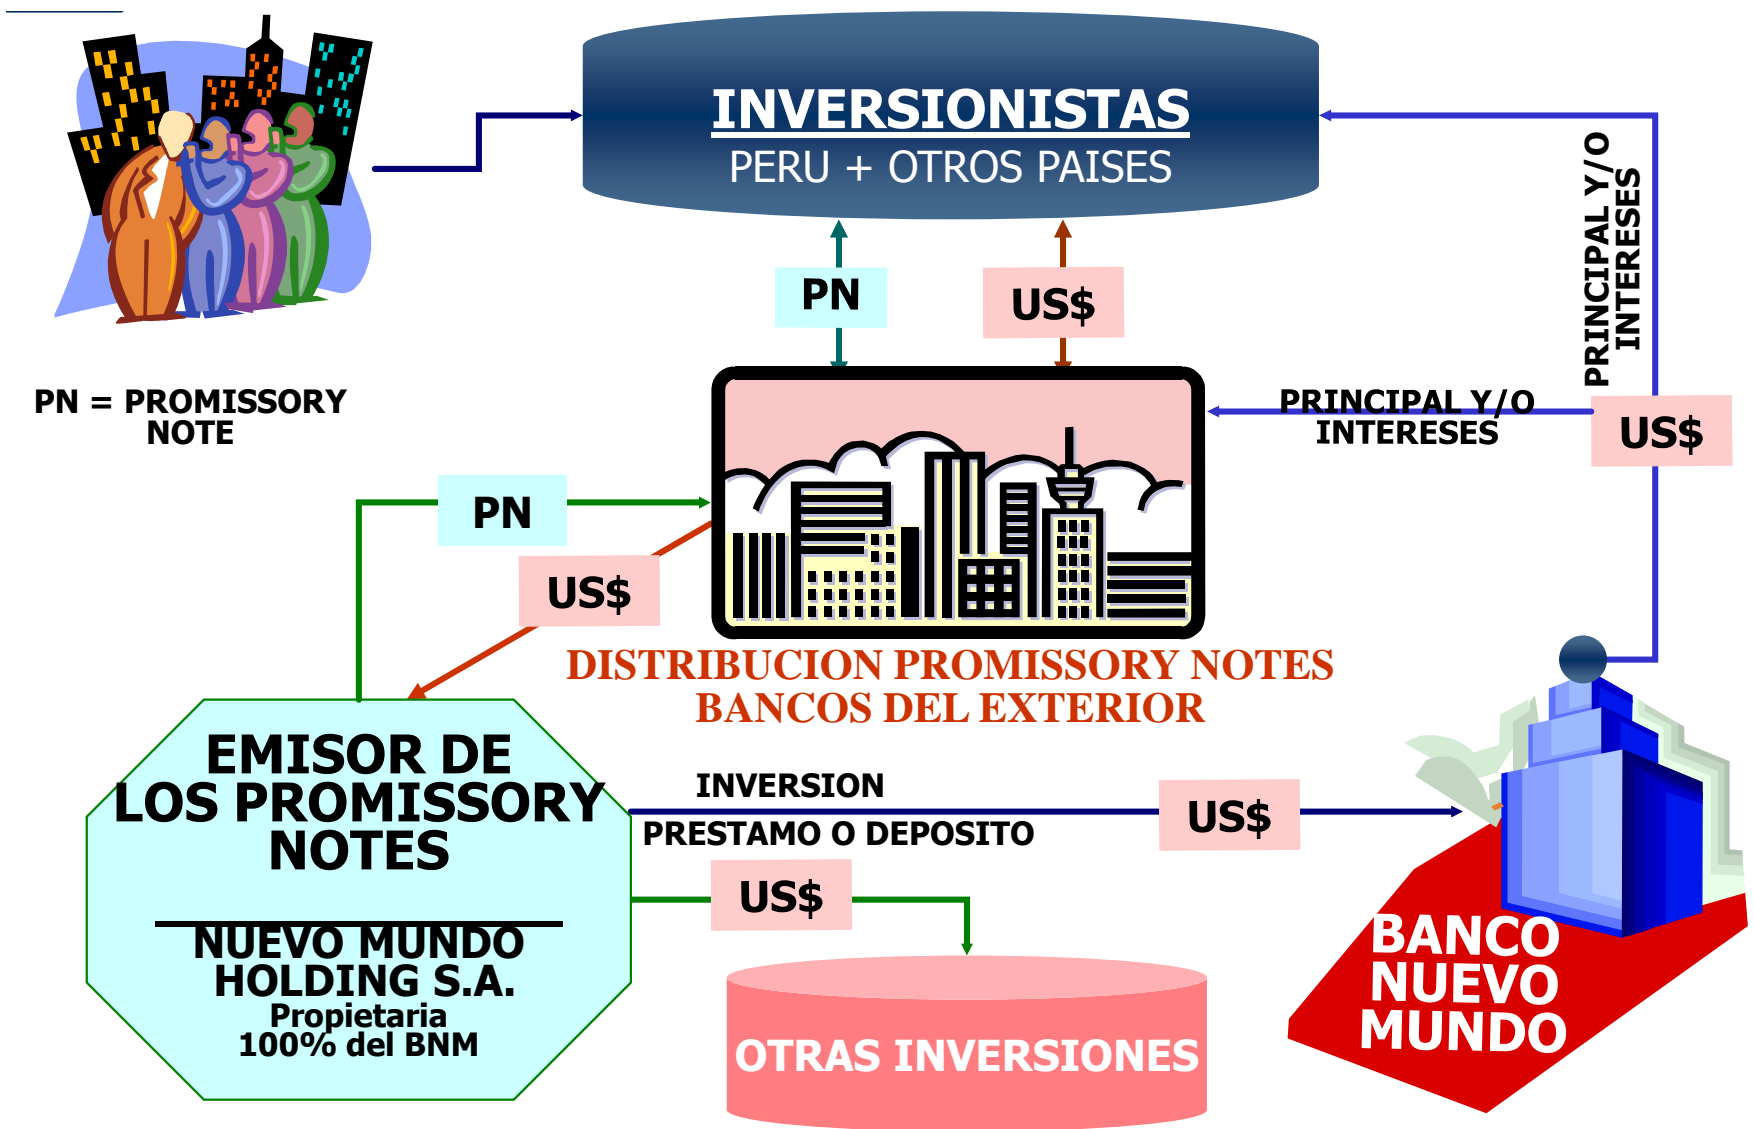 INVERSIONISTAS
PERU + OTROS PAISES
PRINCIPAL Y/O
INTERESES
PN
US$
PN = PROMISSORY
NOTE
PRINCIPAL Y/O
INTERESES
US$
PN
US$
DISTRIBUCION PROMISSORY NOTES
BANCOS DEL EXTERIOR
EMISOR DE
LOS PROMISSORY
NOTES
NUEVO MUNDO
HOLDING S.A.
Propietaria
100% del BNM
INVERSION
PRESTAMO O DEPOSITO
US$
US$
OTRAS INVERSIONES
BANCO
NUEVO
MUNDO